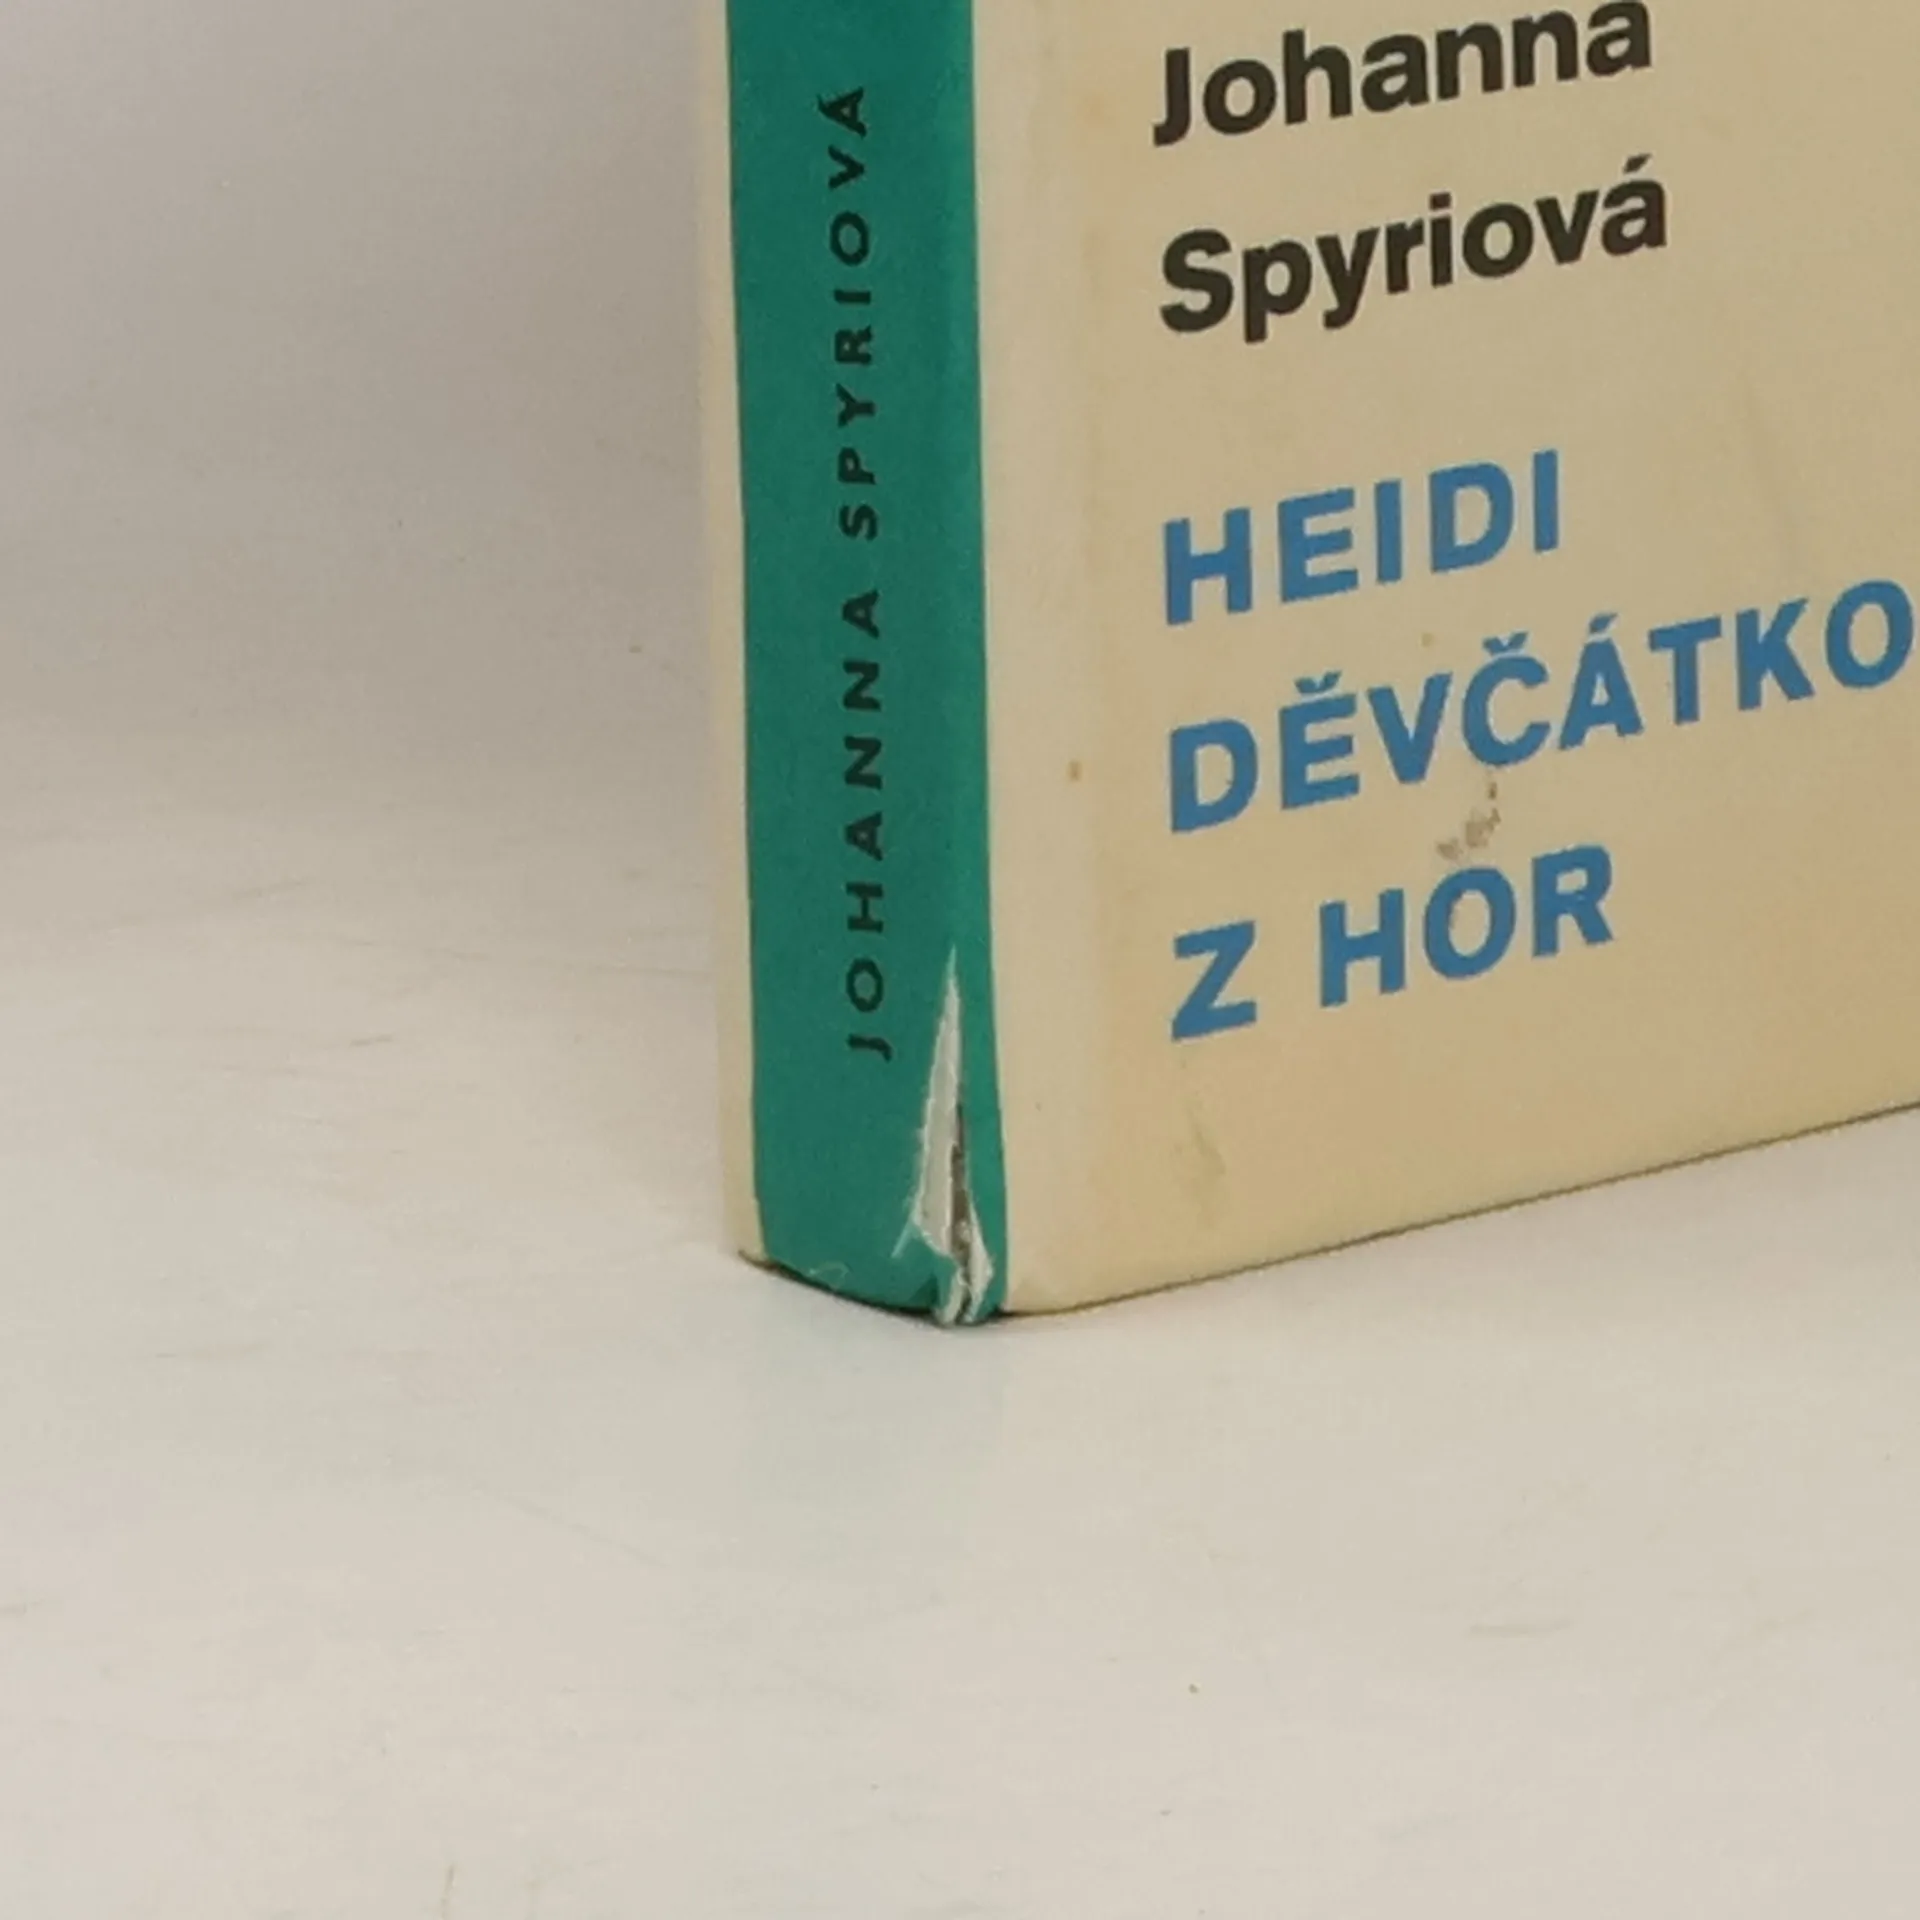 JOHANNA SPYRIOVÁ
Johanna
Spyriová
HEIDI
DĚVČÁTKO
Z HOR